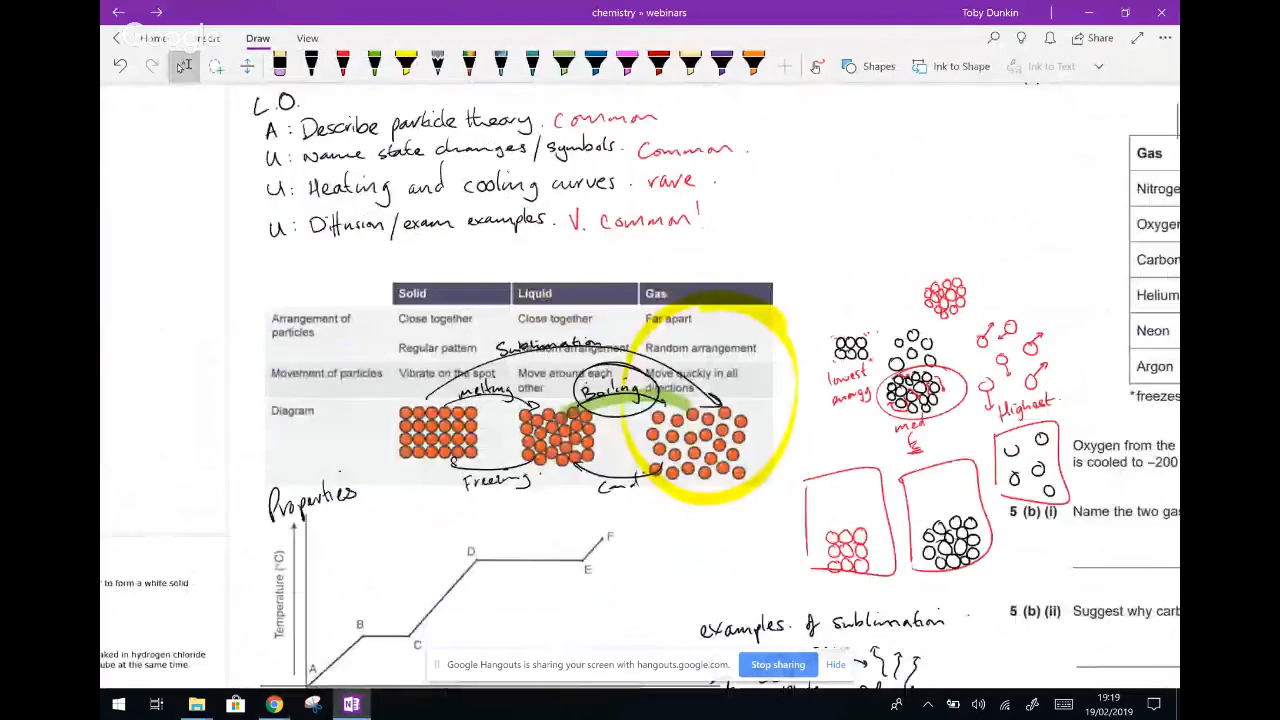 chemistry » webinars
Toby Dunkin
Google
Home
Draw
View
Share
Shapes
Ink to Shape
Ink to Text
L.O.
A: Describe particle theory. common
U: Name state changes/symbols. Common.
U: Heating and cooling curves. rare.
U: Diffusion/exam examples. V. common!
Solid Liquid Gas
Arrangement of particles
Close together
Close together
Far apart
Regular pattern
arrangement
Random arrangement
Sublimation
Movement of particles
Vibrate on the spot
Move around each other
Move quickly in all directions
melting
Boiling
Diagram
Freezing
Cond
Properties
Temperature (°C)
A
B
C
D
E
F
lowest energy
med
E
Highest
Gas
Nitroge
Oxyger
Carbon
Helium
Neon
Argon
*freezes
Oxygen from the
is cooled to –200
5 (b) (i) Name the two gas
5 (b) (ii) Suggest why carb
examples of sublimation
to form a white solid
aked in hydrogen chloride
ube at the same time.
Google Hangouts is sharing your screen with hangouts.google.com.
Stop sharing
Hide
19:19
19/02/2019